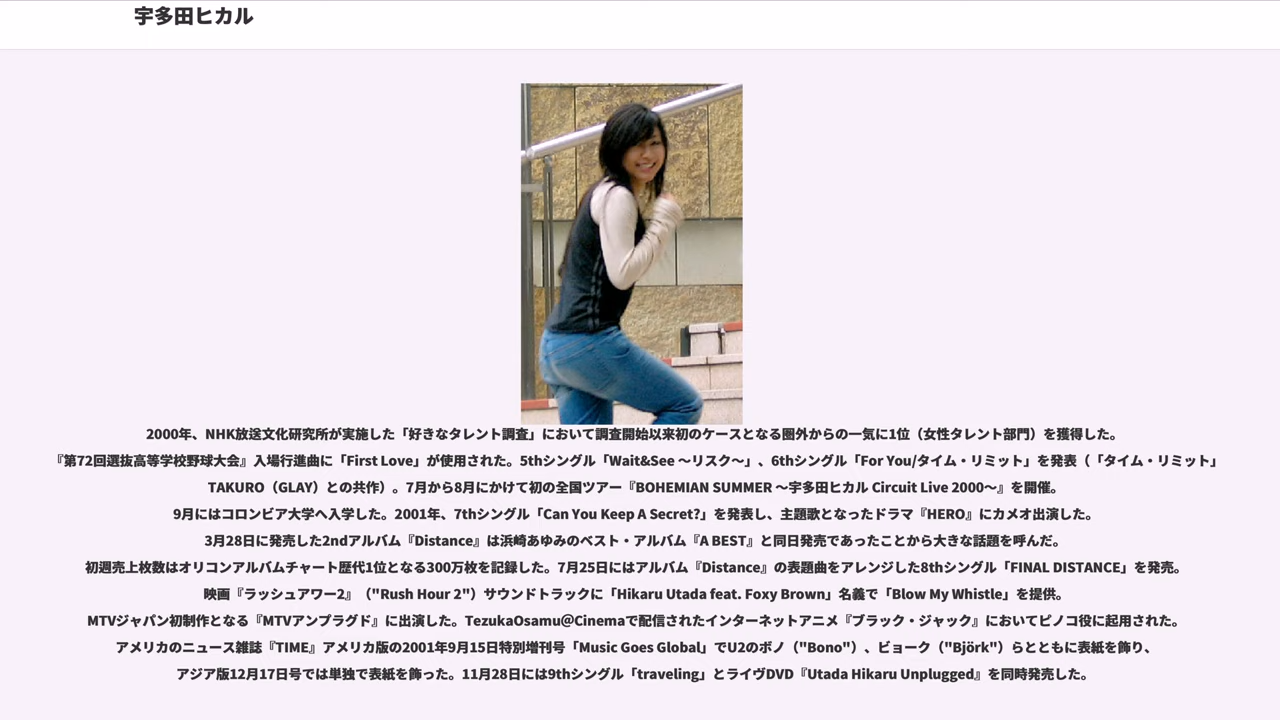 宇多田ヒカル
2000年、NHK放送文化研究所が実施した「好きなタレント調査」において調査開始以来初のケースとなる圏外からの一気に1位（女性タレント部門）を獲得した。
『第72回選抜高等学校野球大会』入場行進曲に「First Love」が使用された。5thシングル「Wait&See 〜リスク〜」、6thシングル「For You/タイム・リミット」を発表（「タイム・リミット」
TAKURO（GLAY）との共作）。7月から8月にかけて初の全国ツアー『BOHEMIAN SUMMER 〜宇多田ヒカル Circuit Live 2000〜』を開催。
9月にはコロンビア大学へ入学した。2001年、7thシングル「Can You Keep A Secret?」を発表し、主題歌となったドラマ『HERO』にカメオ出演した。
3月28日に発売した2ndアルバム『Distance』は浜崎あゆみのベスト・アルバム『A BEST』と同日発売であったことから大きな話題を呼んだ。
初週売上枚数はオリコンアルバムチャート歴代1位となる300万枚を記録した。7月25日にはアルバム『Distance』の表題曲をアレンジした8thシングル「FINAL DISTANCE」を発売。
映画『ラッシュアワー2』（"Rush Hour 2"）サウンドトラックに「Hikaru Utada feat. Foxy Brown」名義で「Blow My Whistle」を提供。
MTVジャパン初制作となる『MTVアンプラグド』に出演した。TezukaOsamu＠Cinemaで配信されたインターネットアニメ『ブラック・ジャック』においてピノコ役に起用された。
アメリカのニュース雑誌『TIME』アメリカ版の2001年9月15日特別増刊号「Music Goes Global」でU2のボノ（"Bono"）、ビョーク（"Björk"）らとともに表紙を飾り、
アジア版12月17日号では単独で表紙を飾った。11月28日には9thシングル「traveling」とライヴDVD『Utada Hikaru Unplugged』を同時発売した。